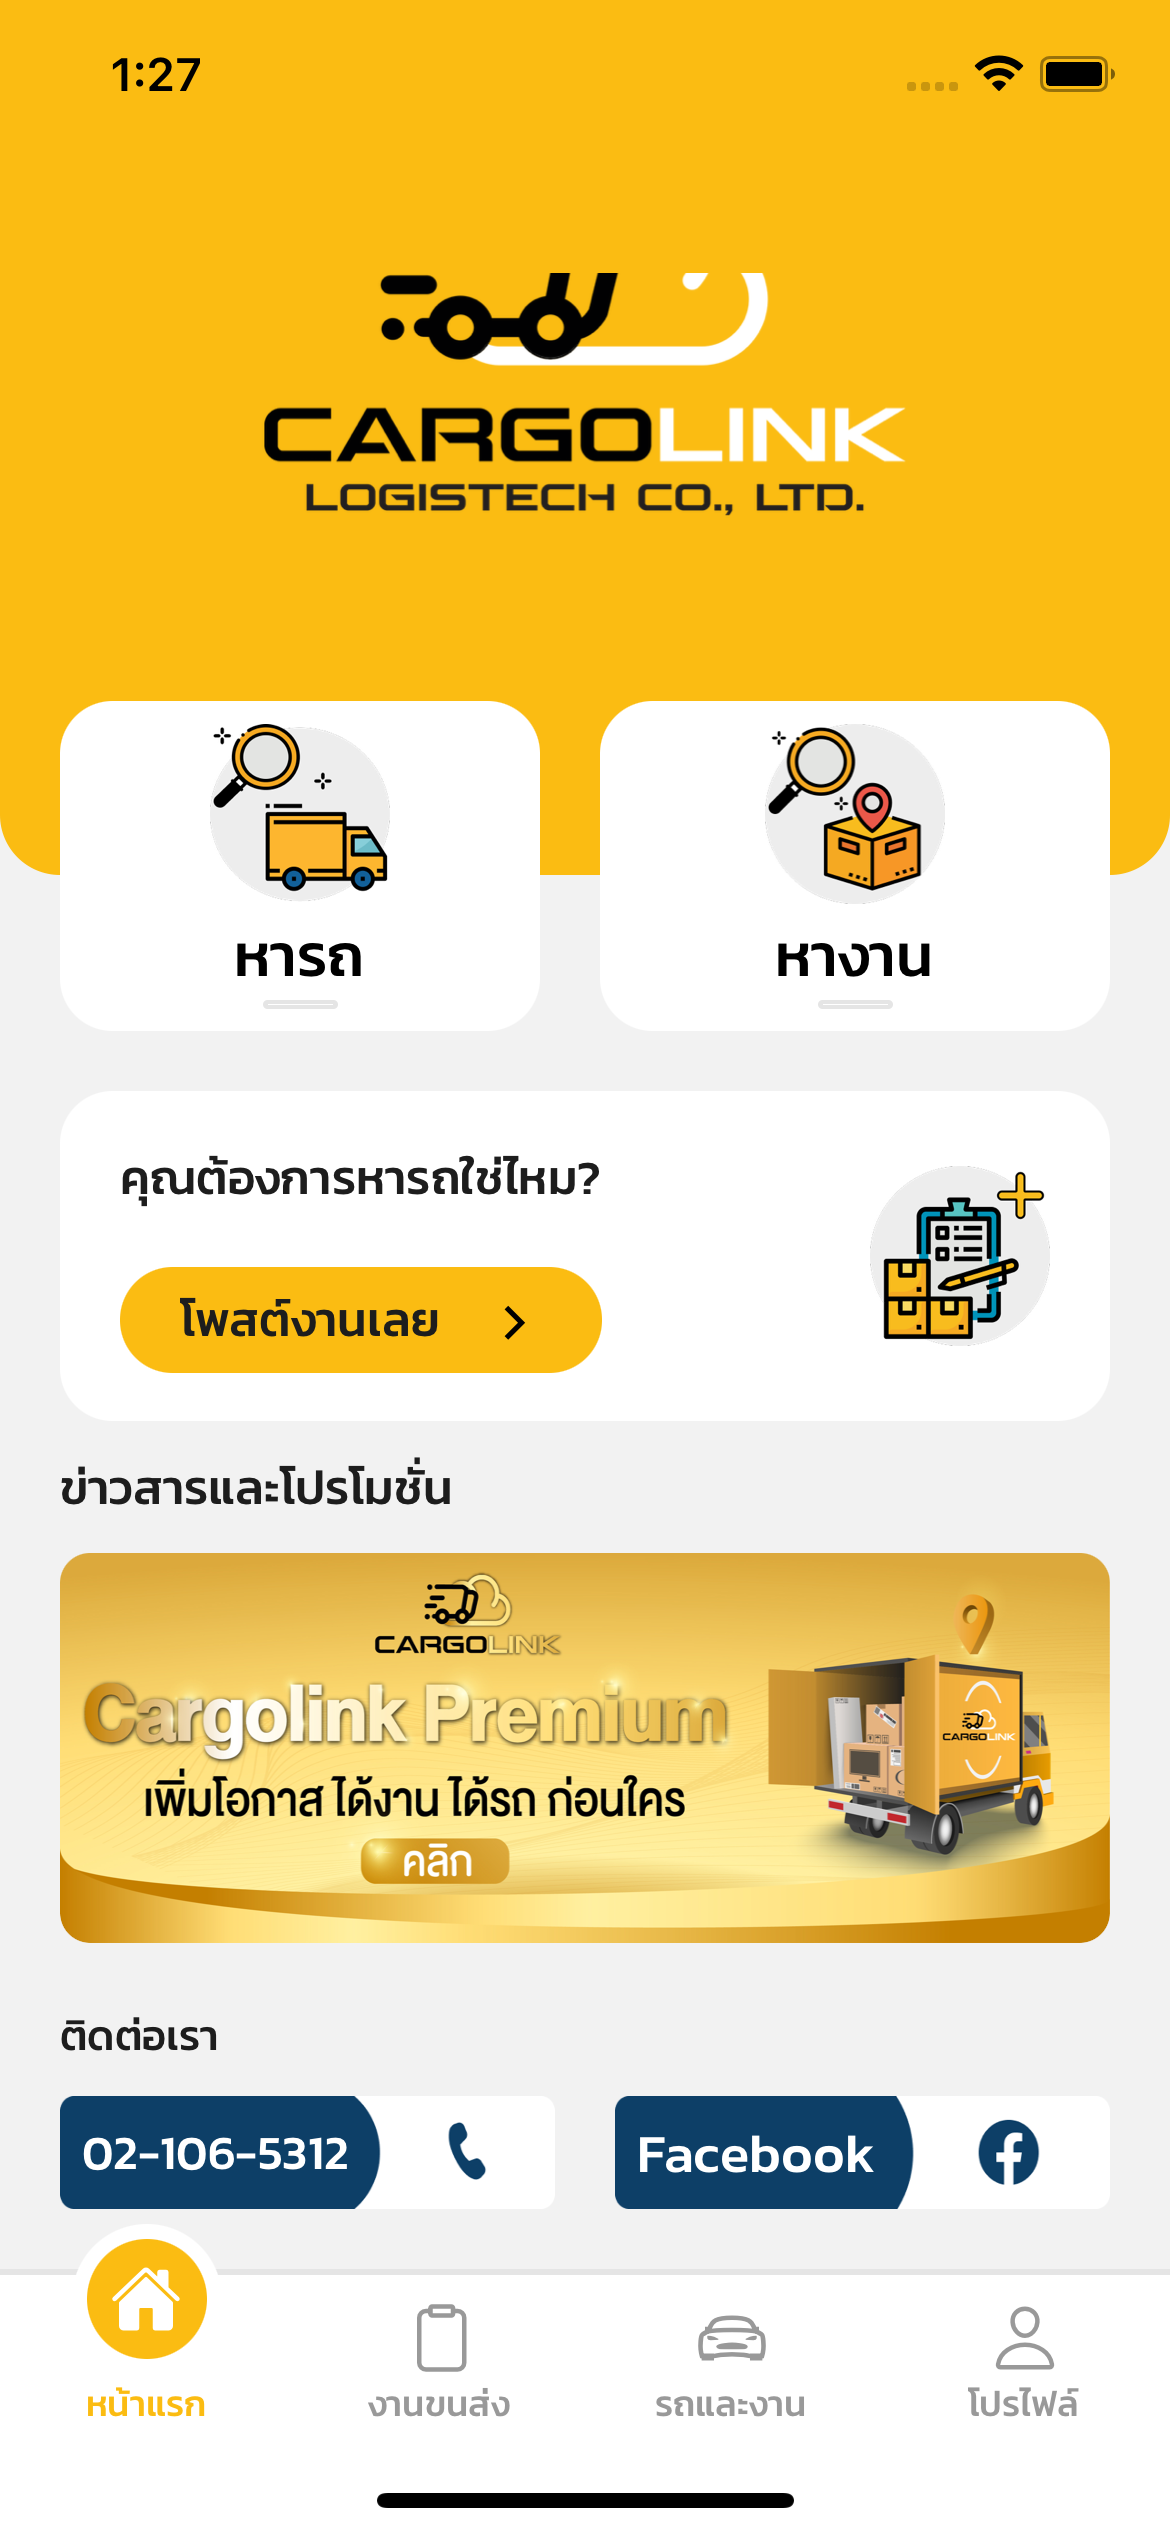 1:27
CARGOLINK
LOGISTECH CO., LTD.
หารถ
หางาน
คุณต้องการหารถใช่ไหม?
โพสต์งานเลย
ข่าวสารและโปรโมชั่น
CARGOLINK
Cargolink Premium
CARGOLINK
เพิ่มโอกาส ได้งาน ได้รถ ก่อนใคร
คลิก
ติดต่อเรา
02-106-5312
Facebook
หน้าแรก
งานขนส่ง
รถและงาน
โปรไฟล์